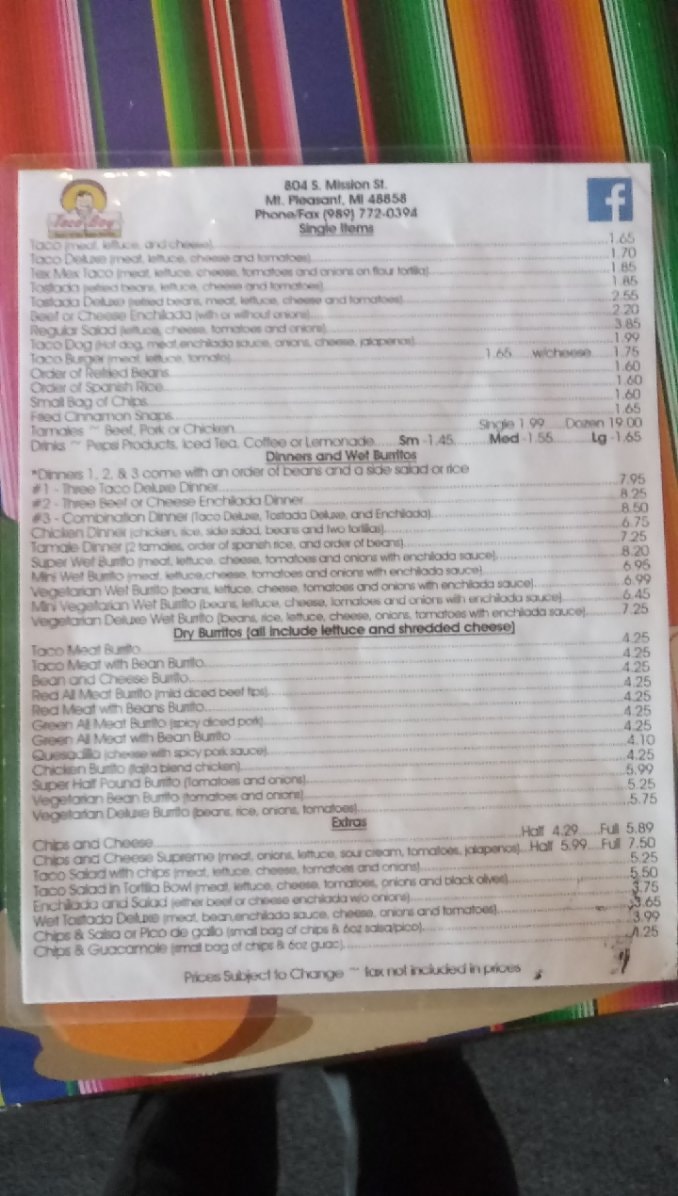 Taco Boy
804 S. Mission St.
Mt. Pleasant, MI 48858
Phone/Fax (989) 772-0394
Single Items
Taco (meat, lettuce, and cheese) 1.65
Taco Deluxe (meat, lettuce, cheese and tomatoes) 1.70
Tex Mex Taco (meat, lettuce, cheese, tomatoes and onions on flour tortilla) 1.85
Tostada (refried beans, lettuce, cheese and tomatoes) 1.85
Tostada Deluxe (refried beans, meat, lettuce, cheese and tomatoes) 2.55
Beef or Cheese Enchilada (with or without onions) 2.20
Regular Salad (lettuce, cheese, tomatoes and onions) 3.85
Taco Dog (Hot dog, meat enchilada sauce, onions, cheese, jalapenos) 1.99
Taco Burger (meat, lettuce, tomato) 1.65 w/cheese 1.75
Order of Refried Beans 1.60
Order of Spanish Rice 1.60
Small Bag of Chips 1.60
Fried Cinnamon Snaps 1.65
Tamales ~ Beef, Pork or Chicken Single 1.99 Dozen 19.00
Drinks ~ Pepsi Products, Iced Tea, Coffee or Lemonade Sm -1.45 Med -1.55 Lg -1.65
Dinners and Wet Burritos
*Dinners 1, 2, & 3 come with an order of beans and a side salad or rice
#1 - Three Taco Deluxe Dinner 7.95
#2 - Three Beef or Cheese Enchilada Dinner 8.25
#3 - Combination Dinner (Taco Deluxe, Tostada Deluxe, and Enchilada) 8.50
Chicken Dinner (chicken, rice, side salad, beans and two tortillas) 6.75
Tamale Dinner (2 tamales, order of spanish rice, and order of beans) 7.25
Super Wet Burrito (meat, lettuce, cheese, tomatoes and onions with enchilada sauce) 8.20
Mini Wet Burrito (meat, lettuce, cheese, tomatoes and onions with enchilada sauce) 6.95
Vegetarian Wet Burrito (beans, lettuce, cheese, tomatoes and onions with enchilada sauce) 6.99
Mini Vegetarian Wet Burrito (beans, lettuce, cheese, tomatoes and onions with enchilada sauce) 6.45
Vegetarian Deluxe Wet Burrito (beans, rice, lettuce, cheese, onions, tomatoes with enchilada sauce) 7.25
Dry Burritos (all include lettuce and shredded cheese)
Taco Meat Burrito 4.25
Taco Meat with Bean Burrito 4.25
Bean and Cheese Burrito 4.25
Red All Meat Burrito (mild diced beef tips) 4.25
Red Meat with Beans Burrito 4.25
Green All Meat Burrito (spicy diced pork) 4.25
Green All Meat with Bean Burrito 4.25
Quesadilla (cheese with spicy pork sauce) 4.10
Chicken Burrito (fajita blend chicken) 4.25
Super Half Pound Burrito (Tomatoes and onions) 5.99
Vegetarian Bean Burrito (tomatoes and onions) 5.25
Vegetarian Deluxe Burrito (beans, rice, onions, tomatoes) 5.75
Extras
Chips and Cheese Half 4.29 Full 5.89
Chips and Cheese Supreme (meat, onions, lettuce, sour cream, tomatoes, jalapenos) Half 5.99 Full 7.50
Taco Salad with chips (meat, lettuce, cheese, tomatoes and onions) 5.25
Taco Salad in Tortilla Bowl (meat, lettuce, cheese, tomatoes, onions and black olives) 5.50
Enchilada and Salad (either beef or cheese enchilada w/o onions) 3.75
Wet Tostada Deluxe (meat, bean, enchilada sauce, cheese, onions and tomatoes) 3.65
Chips & Salsa or Pico de gallo (small bag of chips & 6oz salsa/pico) 3.99
Chips & Guacamole (small bag of chips & 6oz guac) 4.25
Prices Subject to Change ~ tax not included in prices